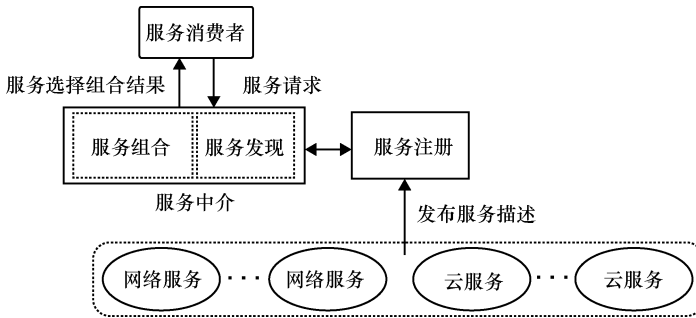 服务消费者
服务选择组合结果
服务请求
服务组合
服务发现
服务注册
服务中介
发布服务描述
网络服务
···
网络服务
云服务
···
云服务